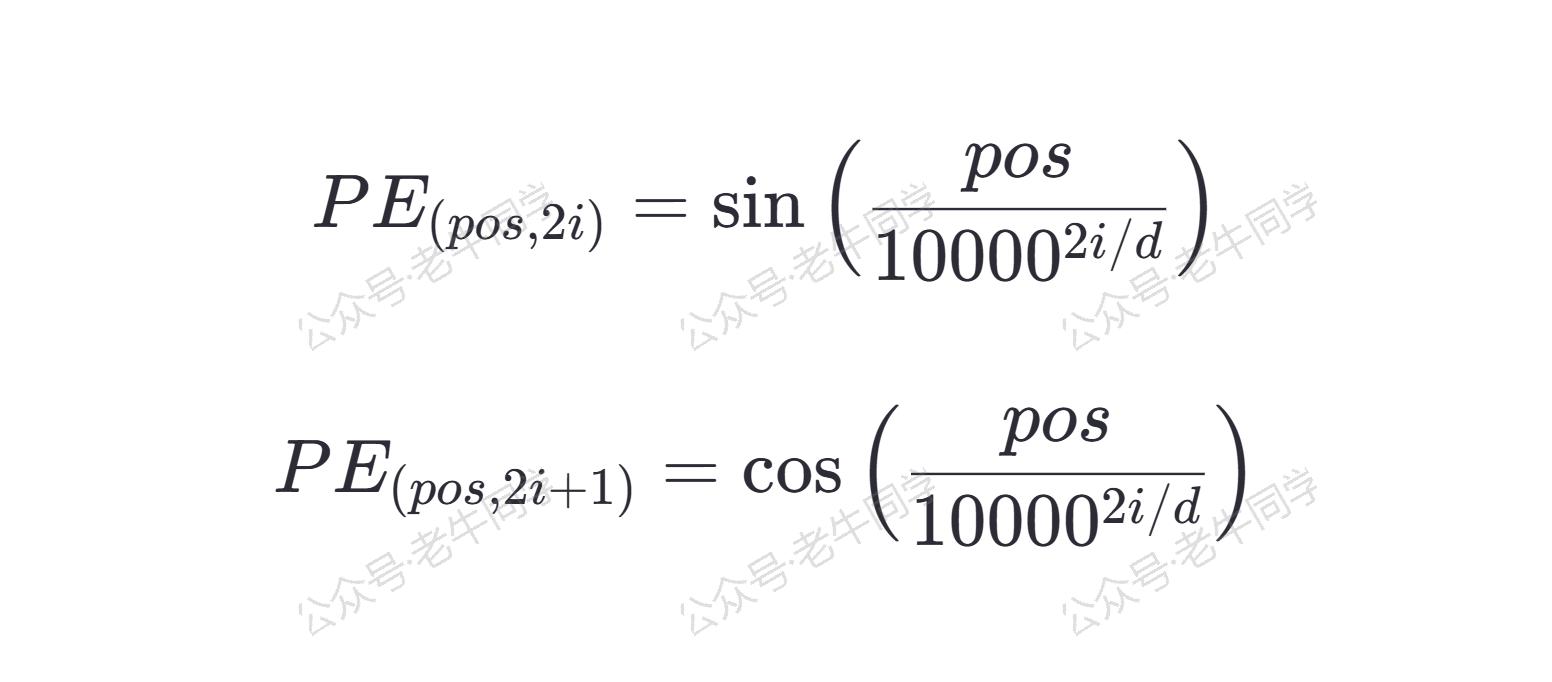 PE_{(pos,2i)} = \sin\left(\frac{pos}{10000^{2i/d}}\right)
公众号·老牛同学 公众号·老牛同学 公众号·老牛同学
PE_{(pos,2i+1)} = \cos\left(\frac{pos}{10000^{2i/d}}\right)
公众号·老牛同学 公众号·老牛同学 公众号·老牛同学